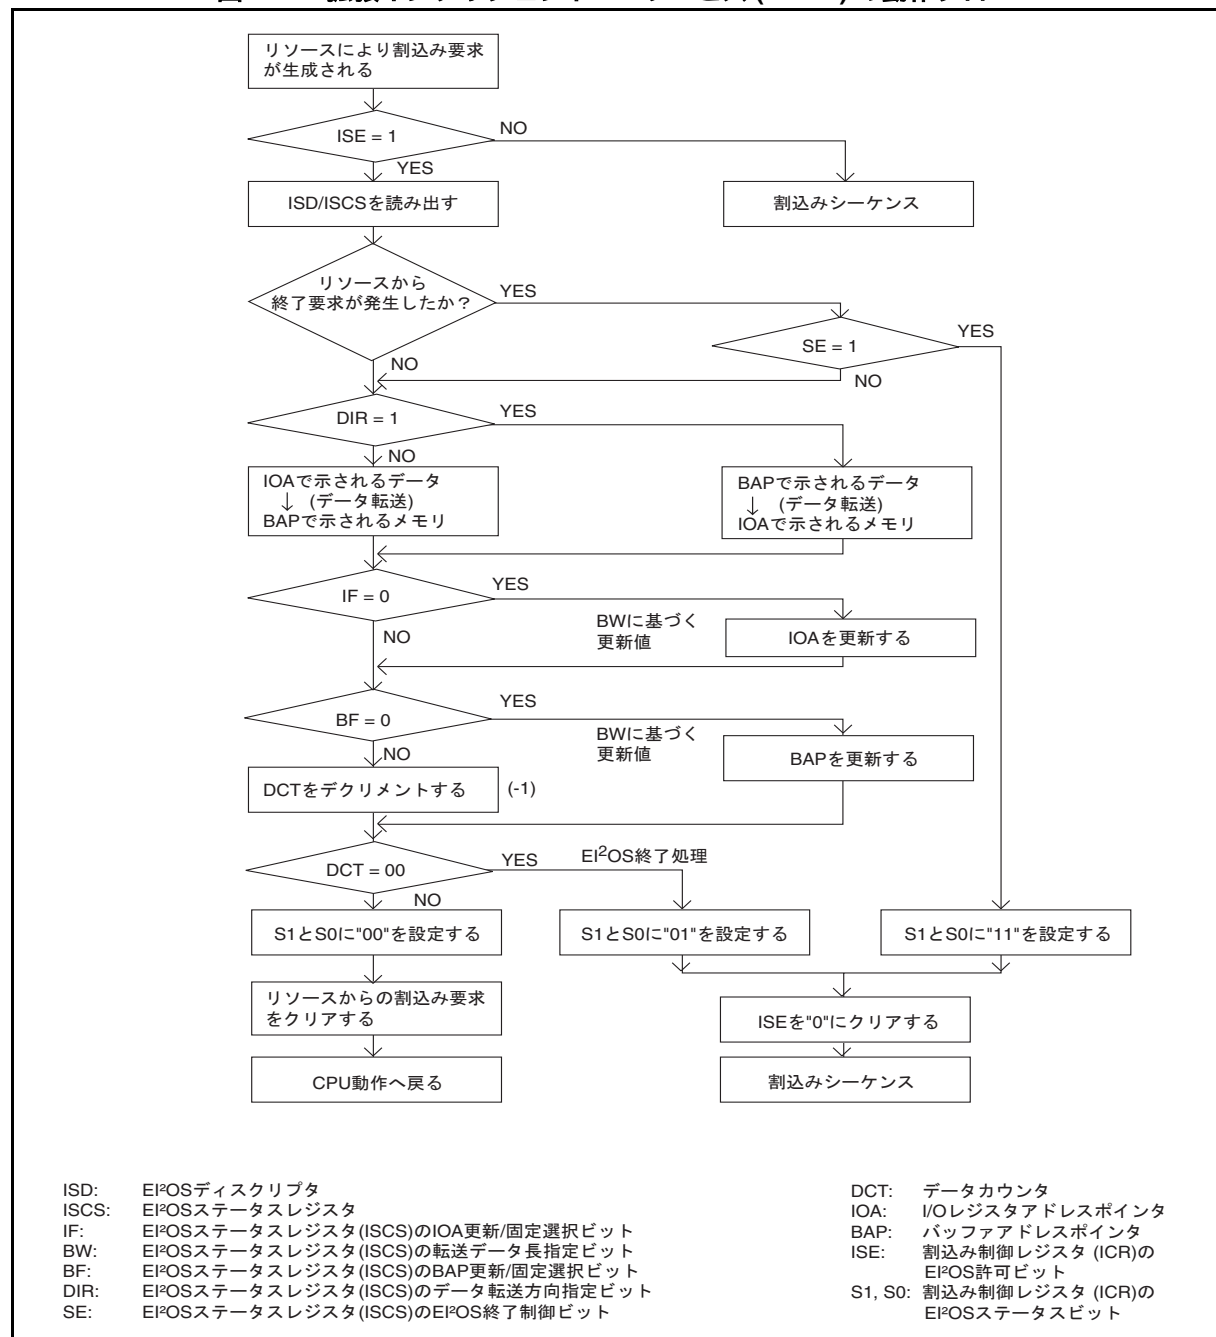 リソースにより割込み要求
が生成される
ISE = 1
NO
YES
ISD/ISCSを読み出す
割込みシーケンス
リソースから
終了要求が発生したか？
YES
SE = 1
YES
NO
NO
DIR = 1
YES
NO
IOAで示されるデータ
↓ (データ転送)
BAPで示されるメモリ
BAPで示されるデータ
↓ (データ転送)
IOAで示されるメモリ
IF = 0
YES
BWに基づく
更新値
IOAを更新する
NO
BF = 0
YES
BWに基づく
更新値
BAPを更新する
NO
DCTをデクリメントする
(-1)
DCT = 00
YES
EI²OS終了処理
NO
S1とS0に"00"を設定する
S1とS0に"01"を設定する
S1とS0に"11"を設定する
リソースからの割込み要求
をクリアする
ISEを"0"にクリアする
CPU動作へ戻る
割込みシーケンス
ISD: EI²OSディスクリプタ
ISCS: EI²OSステータスレジスタ
IF: EI²OSステータスレジスタ(ISCS)のIOA更新/固定選択ビット
BW: EI²OSステータスレジスタ(ISCS)の転送データ長指定ビット
BF: EI²OSステータスレジスタ(ISCS)のBAP更新/固定選択ビット
DIR: EI²OSステータスレジスタ(ISCS)のデータ転送方向指定ビット
SE: EI²OSステータスレジスタ(ISCS)のEI²OS終了制御ビット
DCT: データカウンタ
IOA: I/Oレジスタアドレスポインタ
BAP: バッファアドレスポインタ
ISE: 割込み制御レジスタ (ICR)の
EI²OS許可ビット
S1, S0: 割込み制御レジスタ (ICR)の
EI²OSステータスビット